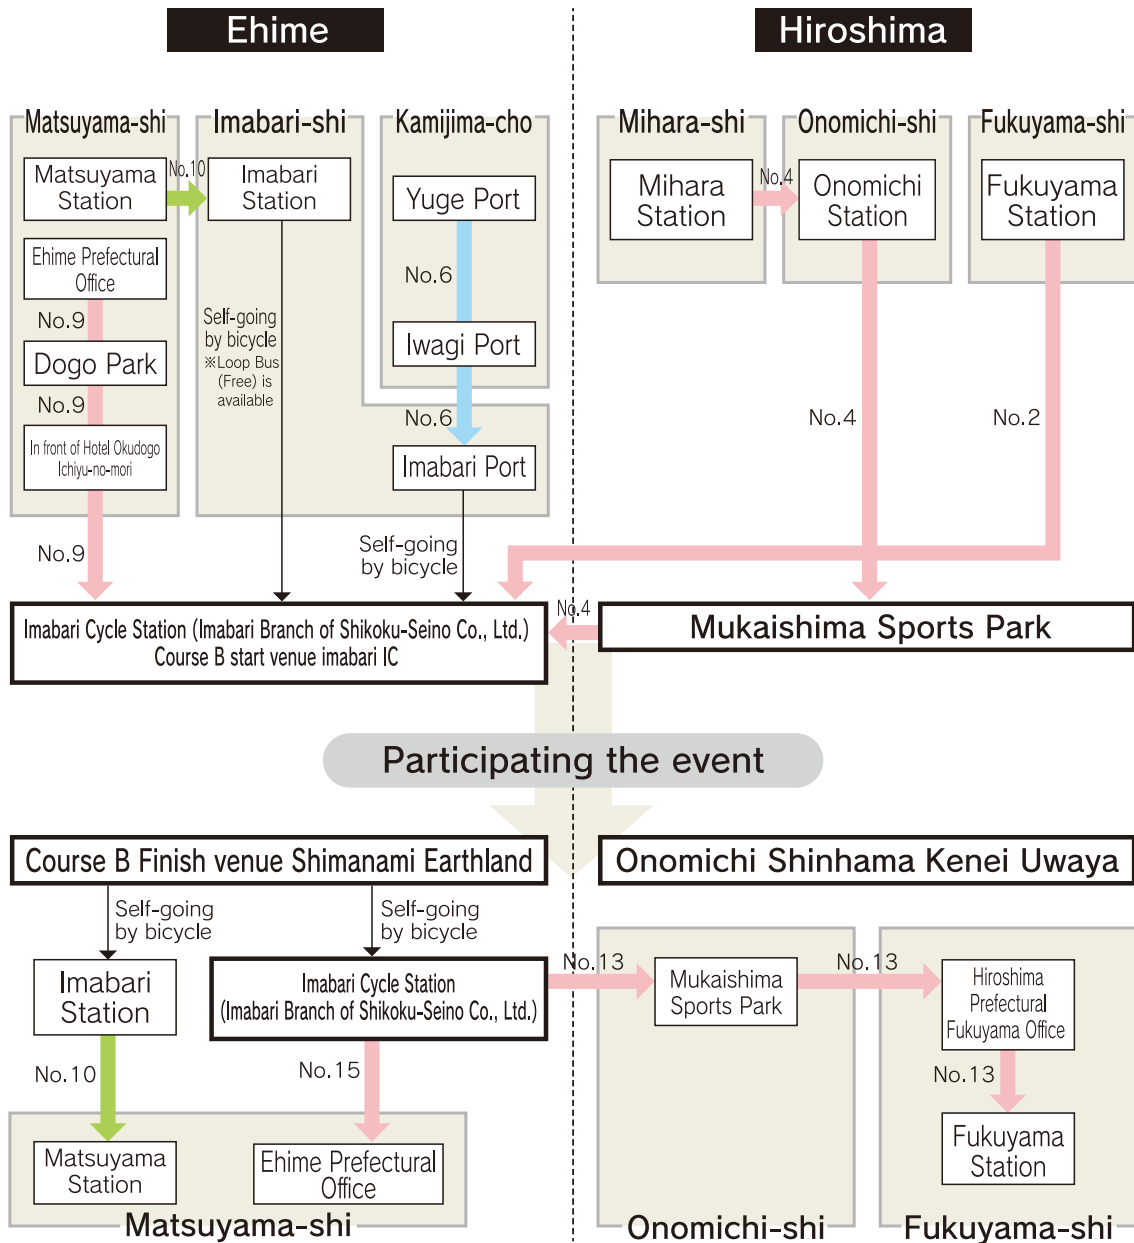 Ehime
Hiroshima
Matsuyama-shi
Imabari-shi
Kamijima-cho
Mihara-shi
Onomichi-shi
Fukuyama-shi
Matsuyama
Station
No.10
Imabari
Station
Yuge Port
Mihara
Station
No.4
Onomichi
Station
Fukuyama
Station
Ehime Prefectural
Office
No.6
No.9
Self-going
by bicycle
※Loop Bus
(Free) is
available
Iwagi Port
Dogo Park
No.9
No.6
No.4
No.2
In front of Hotel Okudogo
Ichiyu-no-mori
Imabari Port
No.9
Self-going
by bicycle
Imabari Cycle Station (Imabari Branch of Shikoku-Seino Co., Ltd.)
Course B start venue imabari IC
No.4
Mukaishima Sports Park
Participating the event
Course B Finish venue Shimanami Earthland
Onomichi Shinhama Kenei Uwaya
Self-going
by bicycle
Self-going
by bicycle
Imabari
Station
Imabari Cycle Station
(Imabari Branch of Shikoku-Seino Co., Ltd.)
No.13
Mukaishima
Sports Park
No.13
Hiroshima
Prefectural
Fukuyama Office
No.10
No.15
No.13
Matsuyama
Station
Ehime Prefectural
Office
Fukuyama
Station
Matsuyama-shi
Onomichi-shi
Fukuyama-shi